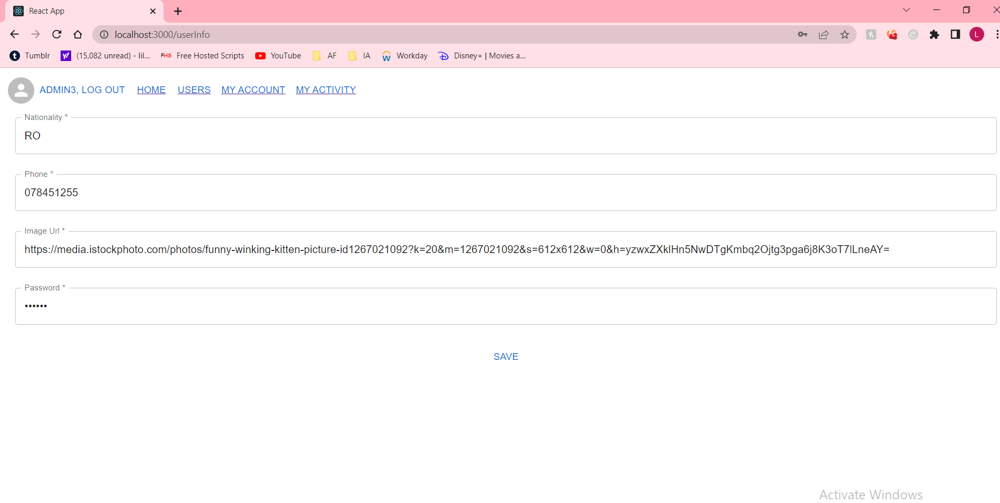 React App
localhost:3000/userInfo
L
Tumblr (15,082 unread) - lil... FHS Free Hosted Scripts YouTube AF IA Workday Disney+ | Movies a...
ADMIN3, LOG OUT HOME USERS MY ACCOUNT MY ACTIVITY
Nationality *
RO
Phone *
078451255
Image Url *
https://media.istockphoto.com/photos/funny-winking-kitten-picture-id1267021092?k=20&m=1267021092&s=612x612&w=0&h=yzwxZXklHn5NwDTgKmbq2Ojtg3pga6j8K3oT7lLneAY=
Password *
••••••
SAVE
Activate Windows